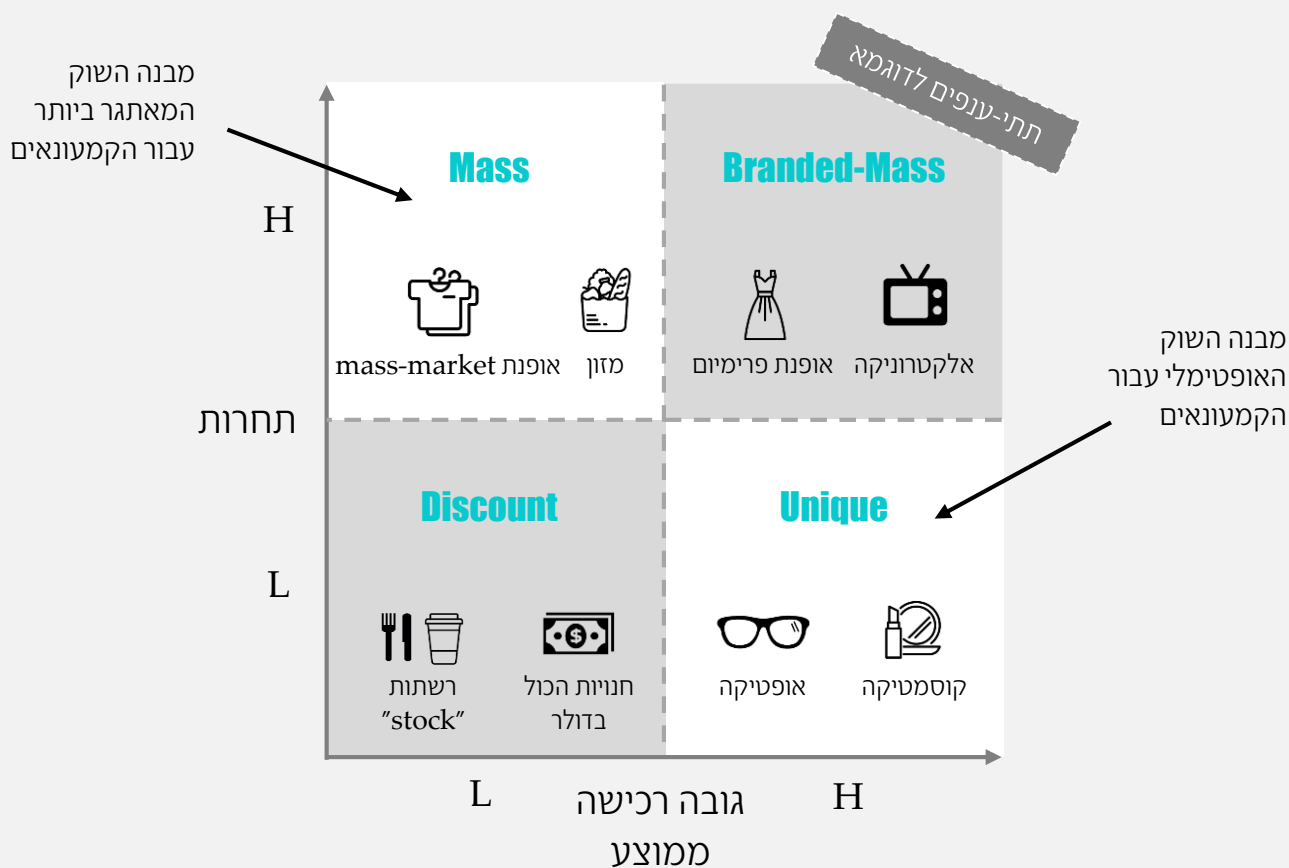 תתי-ענפים לדוגמא
מבנה השוק
המאתגר ביותר
עבור הקמעונאים
Mass
Branded-Mass
H
אופנת mass-market
מזון
אופנת פרימיום
אלקטרוניקה
מבנה השוק
האופטימלי עבור
הקמעונאים
תחרות
Discount
Unique
L
רשתות
"stock"
חנויות הכול
בדולר
אופטיקה
קוסמטיקה
L
H
גובה רכישה
ממוצע